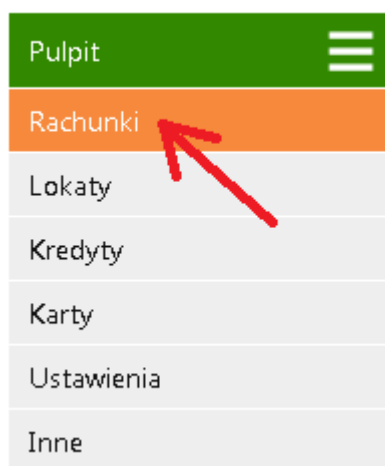 Pulpit
Rachunki
Lokaty
Kredyty
Karty
Ustawienia
Inne